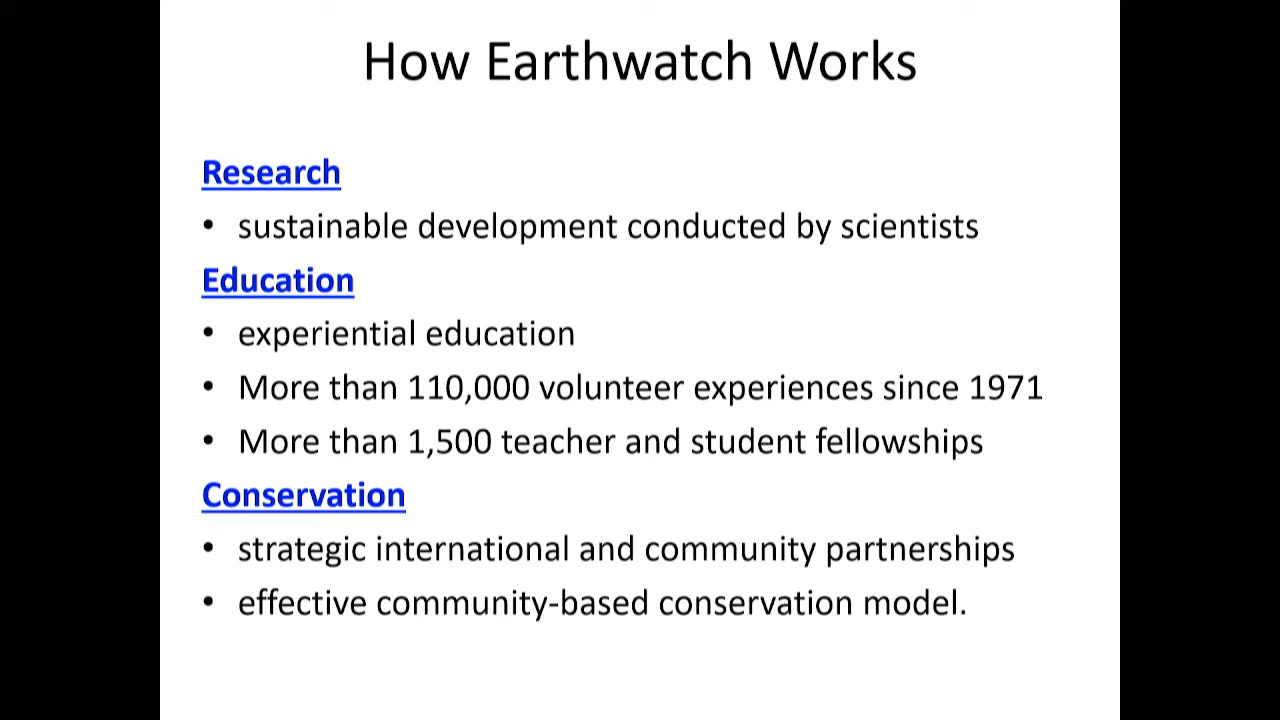 How Earthwatch Works
Research
• sustainable development conducted by scientists
Education
• experiential education
• More than 110,000 volunteer experiences since 1971
• More than 1,500 teacher and student fellowships
Conservation
• strategic international and community partnerships
• effective community-based conservation model.